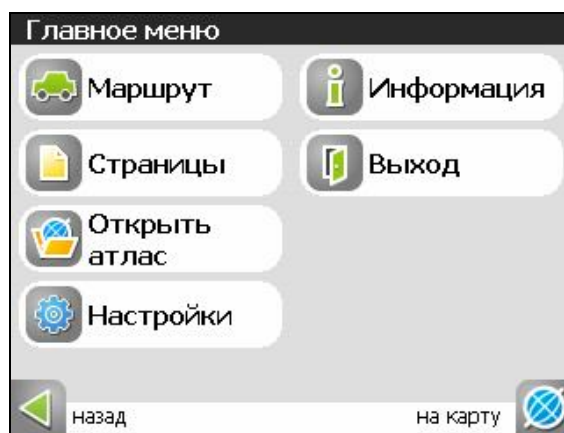 Главное меню
Маршрут
Информация
Страницы
Выход
Открыть
атлас
Настройки
назад
на карту